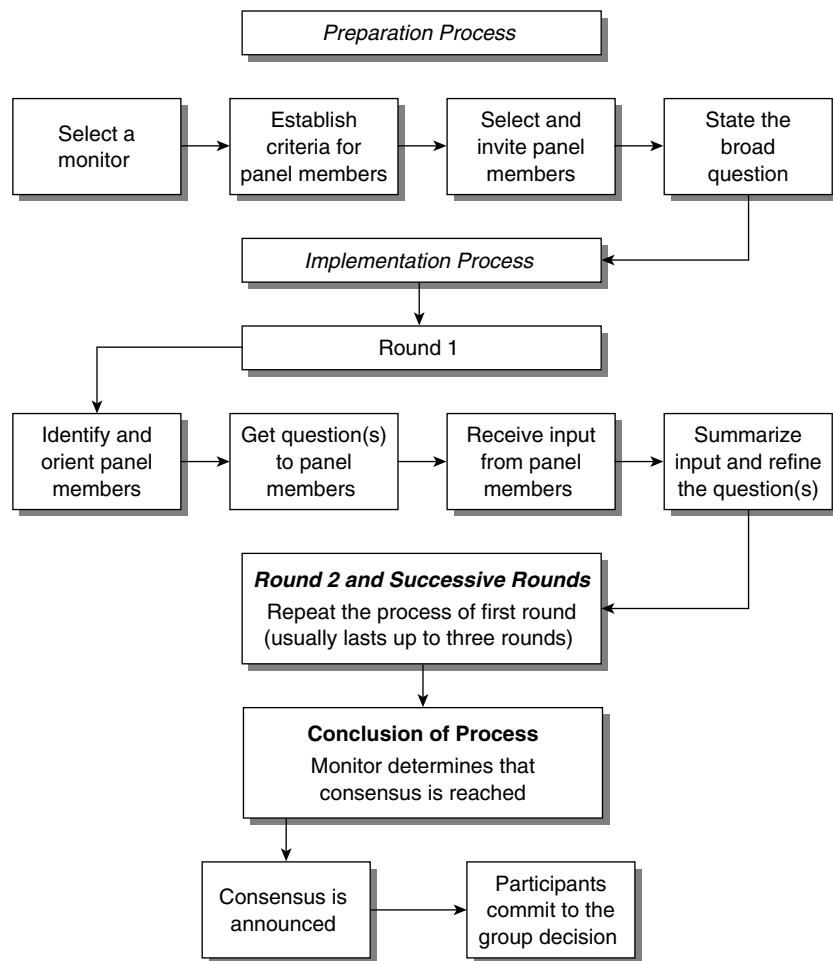 Preparation Process
Select a
monitor
Establish
criteria for
panel members
Select and
invite panel
members
State the
broad
question
Implementation Process
Round 1
Identify and
orient panel
members
Get question(s)
to panel
members
Receive input
from panel
members
Summarize
input and refine
the question(s)
Round 2 and Successive Rounds
Repeat the process of first round
(usually lasts up to three rounds)
Conclusion of Process
Monitor determines that
consensus is reached
Consensus is
announced
Participants
commit to the
group decision